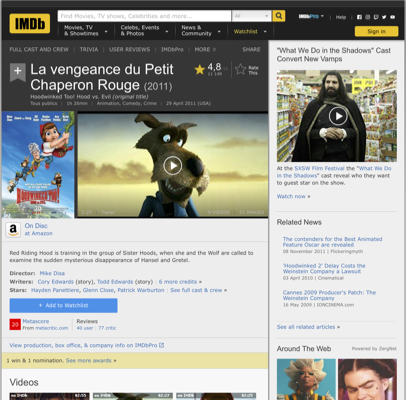 IMDb
Find Movies, TV shows, Celebrities and more...
All
Movies, TV
& Showtimes
Celebs, Events
& Photos
News &
Community
Watchlist
IMDbPro
Help
Sign in
FULL CAST AND CREW | TRIVIA | USER REVIEWS | IMDbPro | MORE
SHARE
La vengeance du Petit
Chaperon Rouge (2011)
Hoodwinked Too! Hood vs. Evil (original title)
Tous publics | 1h 26min | Animation, Comedy, Crime | 29 April 2011 (USA)
4,8
Rate
This
On Disc
at Amazon
Red Riding Hood is training in the group of Sister Hoods, when she and the Wolf are called to
examine the sudden mysterious disappearance of Hansel and Gretel.
Director: Mike Disa
Writers: Cory Edwards (story), Todd Edwards (story) | 6 more credits »
Stars: Hayden Panettiere, Glenn Close, Patrick Warburton | See full cast & crew »
+ Add to Watchlist
20
Metascore
From metacritic.com
Reviews
40 user | 77 critic
View production, box office, & company info on IMDbPro
1 win & 1 nomination. See more awards »
Videos
"What We Do in the Shadows" Cast
Convert New Vamps
At the SXSW Film Festival the "What We
Do in the Shadows" cast reveal who they
want to guest star on the show.
Watch now »
Related News
The contenders for the Best Animated
Feature Oscar are revealed
08 November 2011 | Flickeringmyth
'Hoodwinked 2' Delay Costs the
Weinstein Company a Lawsuit
03 April 2010 | Cinematical
Cannes 2009 Producer's Patch: The
Weinstein Company
16 May 2009 | IONCINEMA.com
See all related articles »
Around The Web
Powered by ZergNet